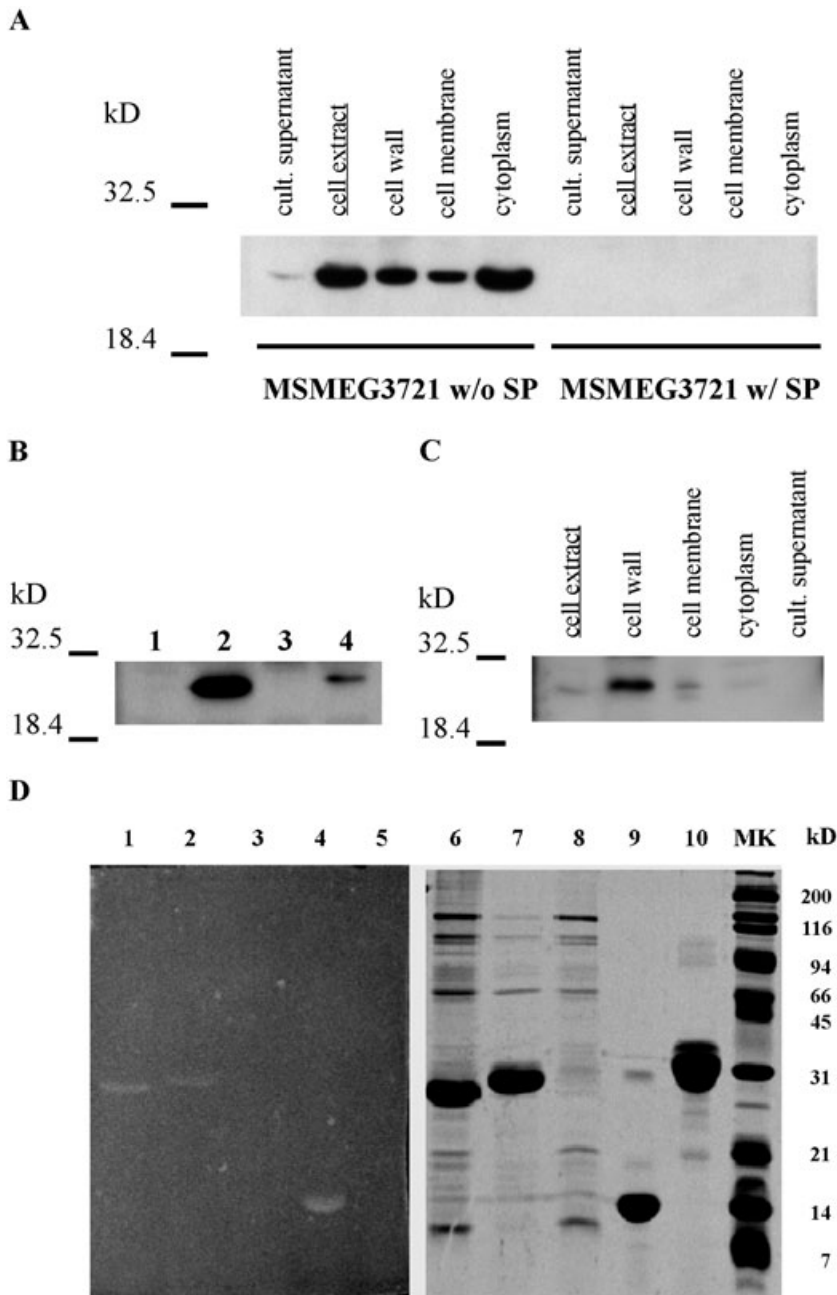 A
kD
cult. supernatant
cell extract
cell wall
cell membrane
cytoplasm
cult. supernatant
cell extract
cell wall
cell membrane
cytoplasm
32.5
18.4
MSMEG3721 w/o SP
MSMEG3721 w/ SP
B
kD
32.5
1 2 3 4
18.4
C
kD
cell extract
cell wall
cell membrane
cytoplasm
cult. supernatant
32.5
18.4
D
1 2 3 4 5 6 7 8 9 10 MK kD
200
116
94
66
45
31
21
14
7